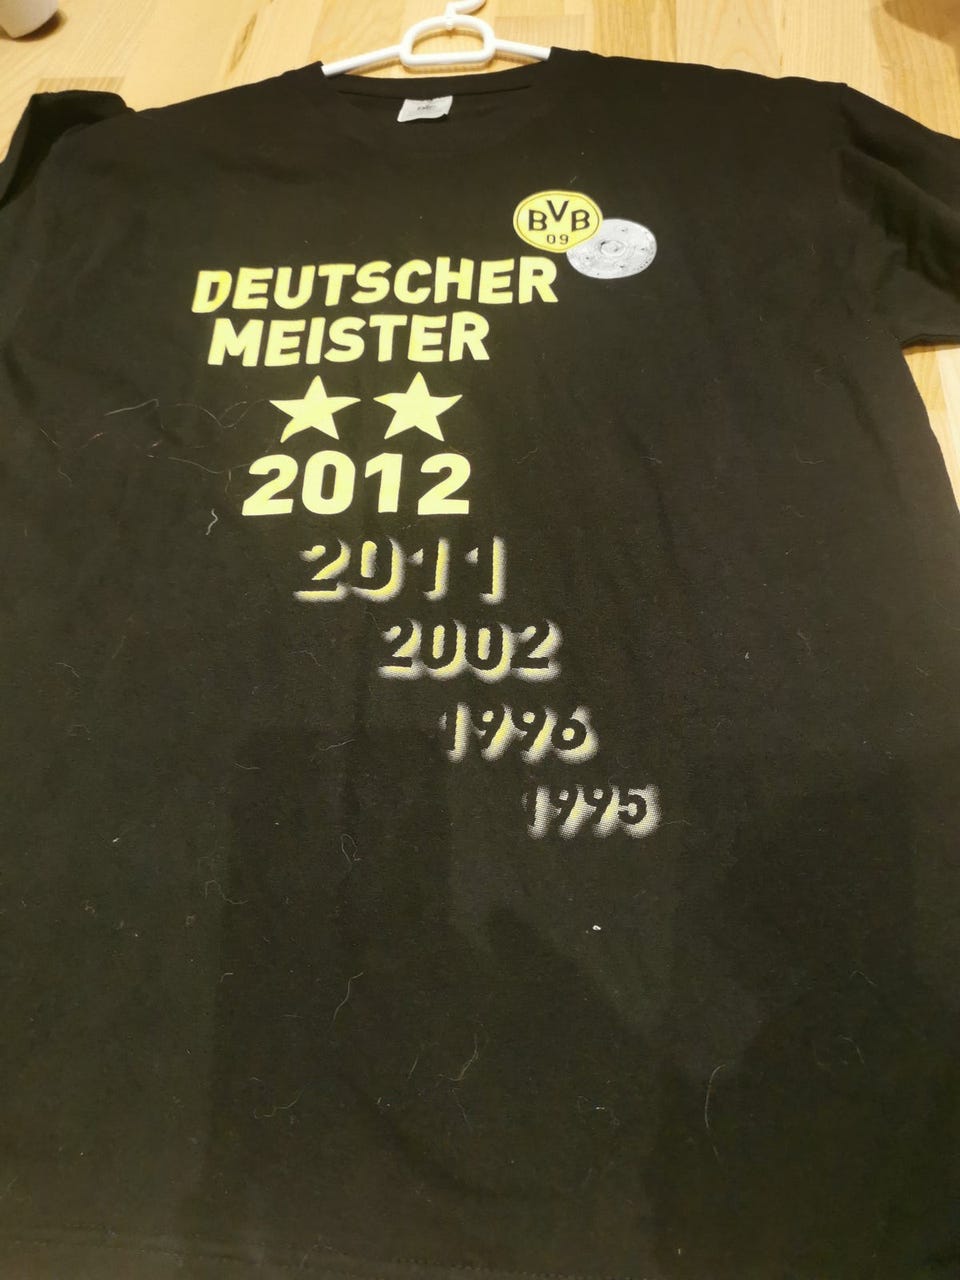 BVB
09
DEUTSCHER
MEISTER
2012
2011
2002
1996
1995